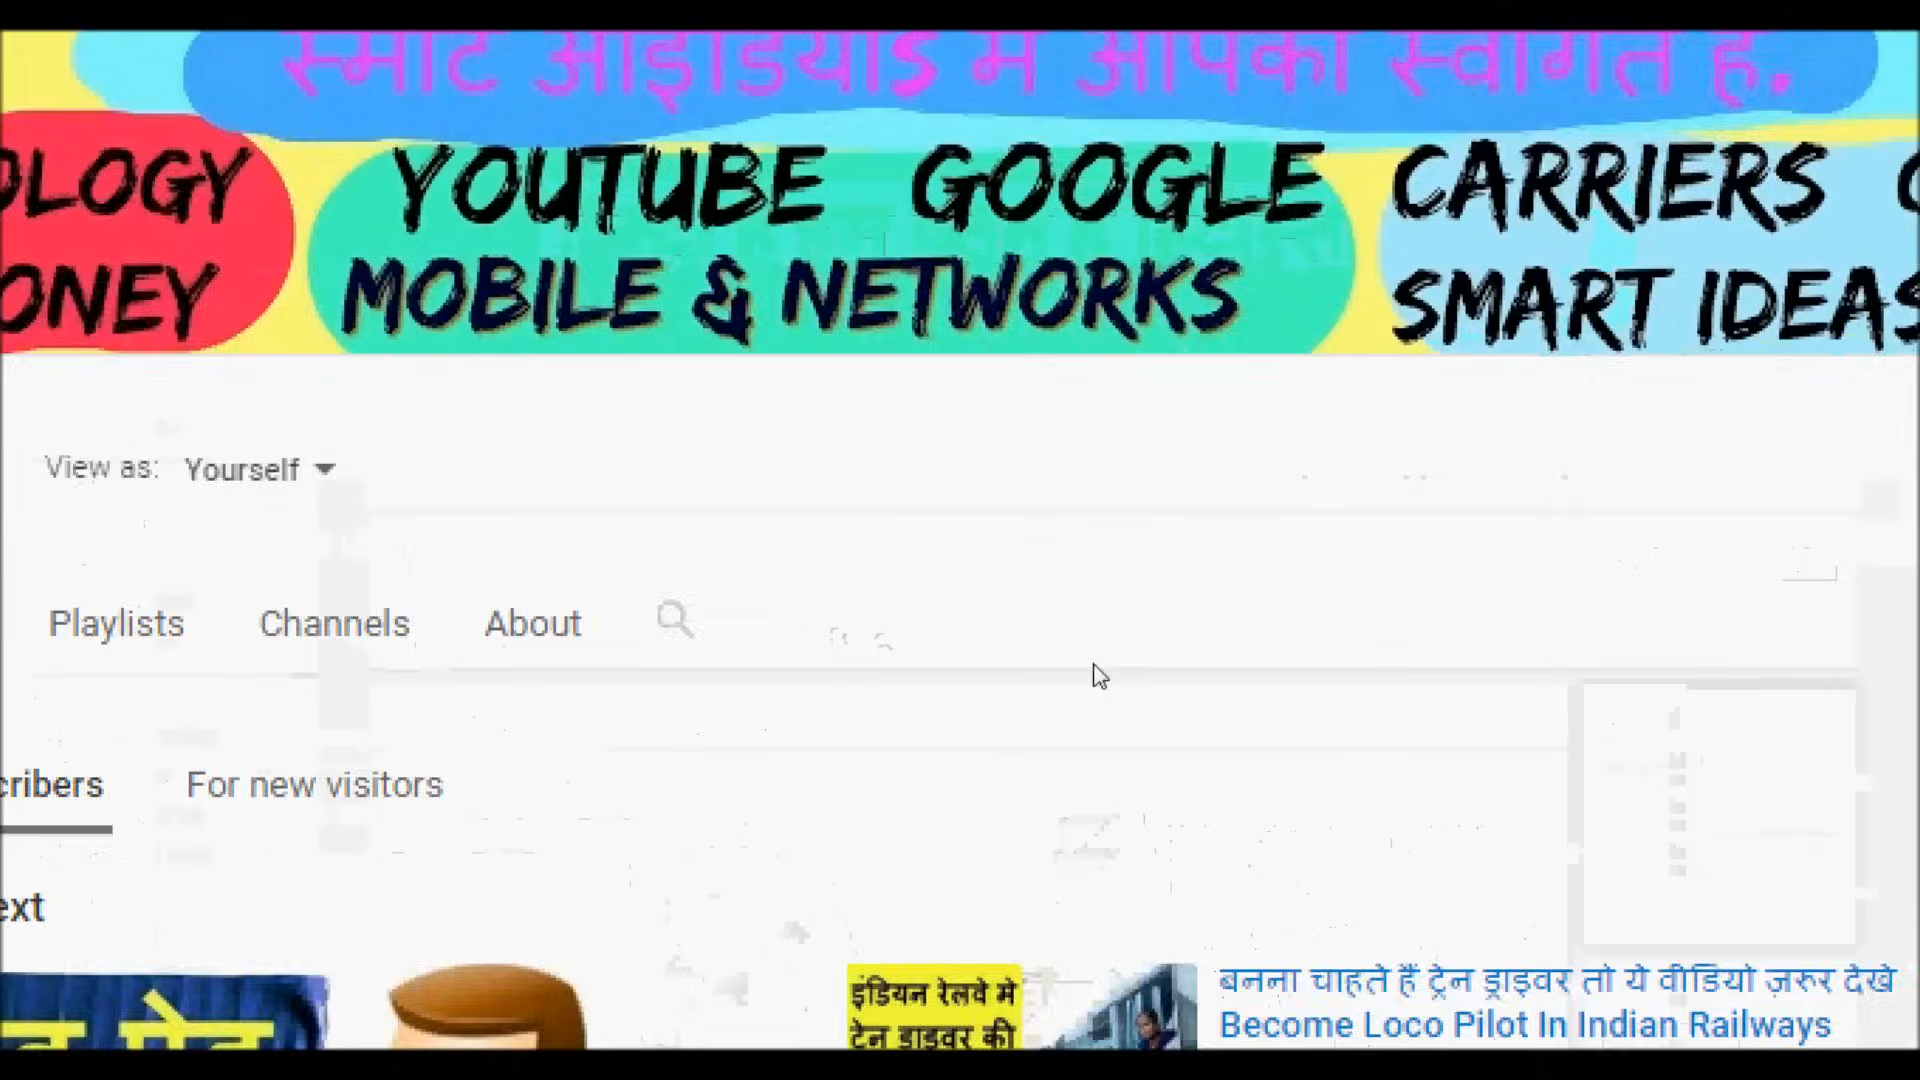 स्मार्ट आइडियाS में आपका स्वागत है.
OLOGY YOUTUBE GOOGLE CARRIERS
ONEY MOBILE & NETWORKS SMART IDEAS
View as: Yourself
Playlists Channels About
cribers For new visitors
ext
इंडियन रेलवे मे
ट्रेन ड्राइवर की
बनना चाहते हैं ट्रेन ड्राइवर तो ये वीडियो ज़रुर देखे
Become Loco Pilot In Indian Railways